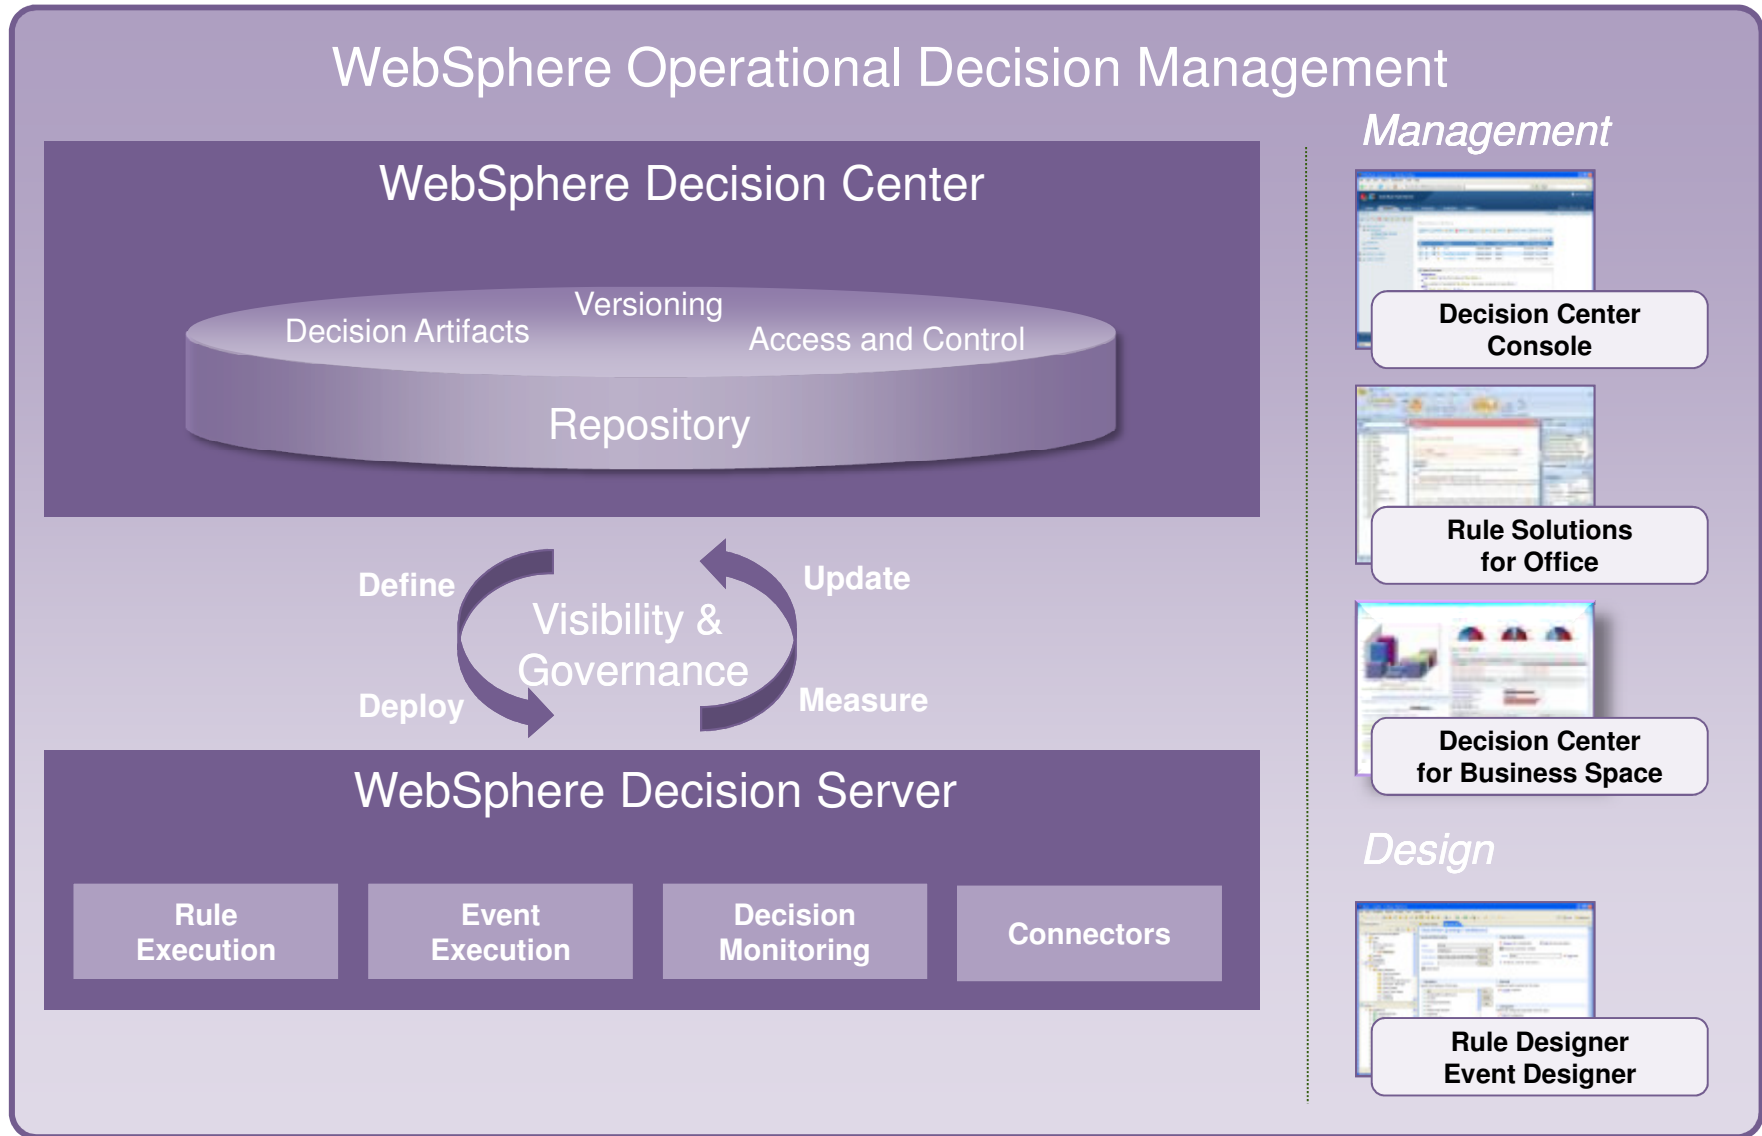 WebSphere Operational Decision Management
WebSphere Decision Center
Versioning
Decision Artifacts
Access and Control
Repository
Define
Update
Visibility &
Governance
Deploy
Measure
WebSphere Decision Server
Rule
Execution
Event
Execution
Decision
Monitoring
Connectors
Management
Decision Center
Console
Rule Solutions
for Office
Decision Center
for Business Space
Design
Rule Designer
Event Designer